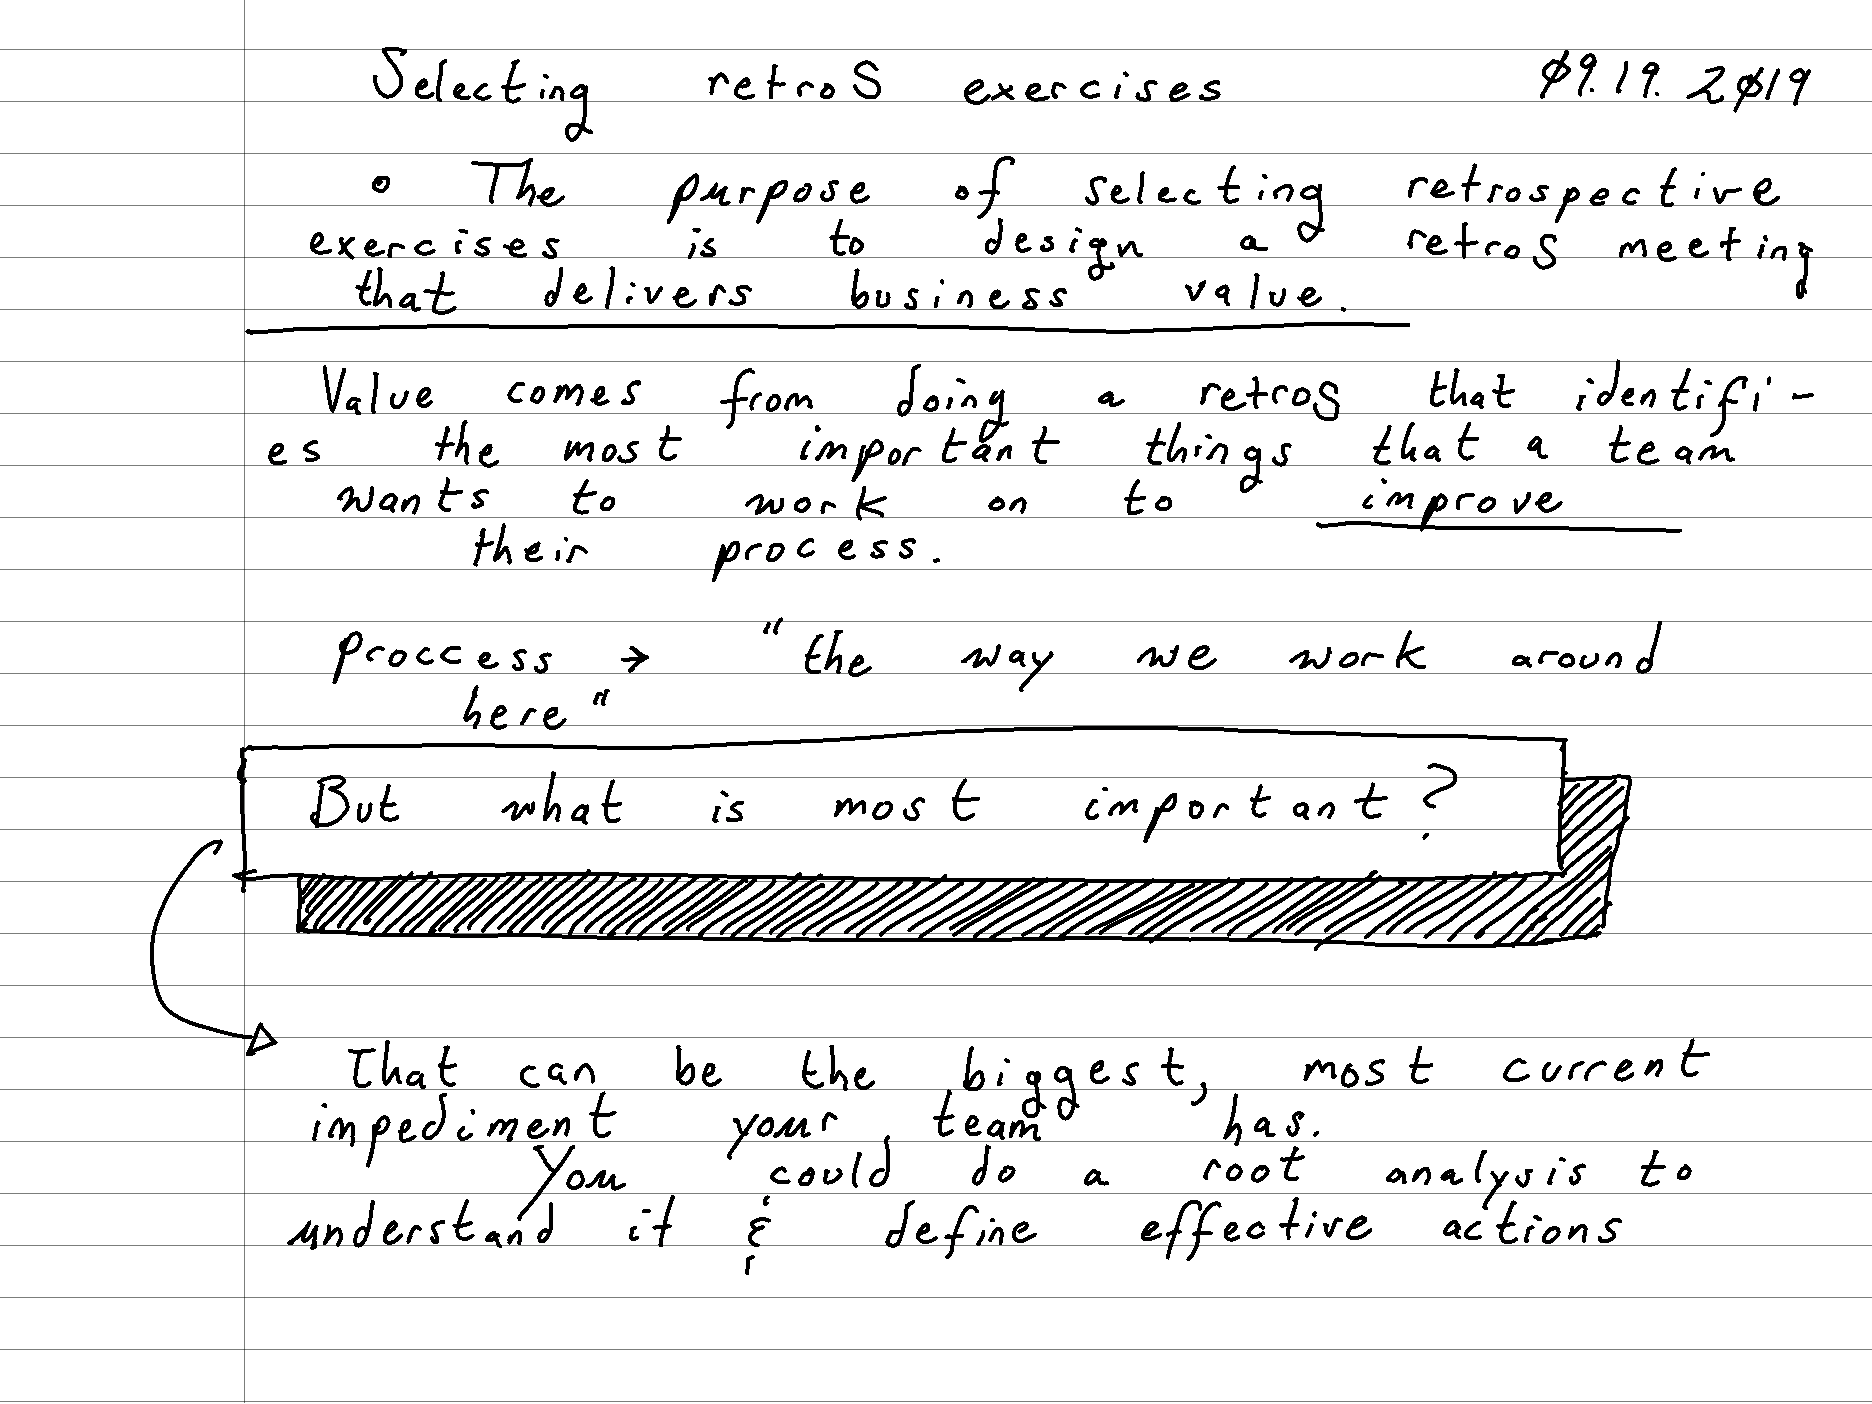 Selecting retroS exercises ø9.19.2ø19
∘ The purpose of selecting retrospective
exercises is to design a retroS meeting
that delivers business value.
Value comes from doing a retroS that identifi-
es the most important things that a team
wants to work on to improve
their process.
proccess → "the way we work around
here"
But what is most important?
That can be the biggest, most current
impediment your team has.
You could do a root analysis to
understand it & define effective actions